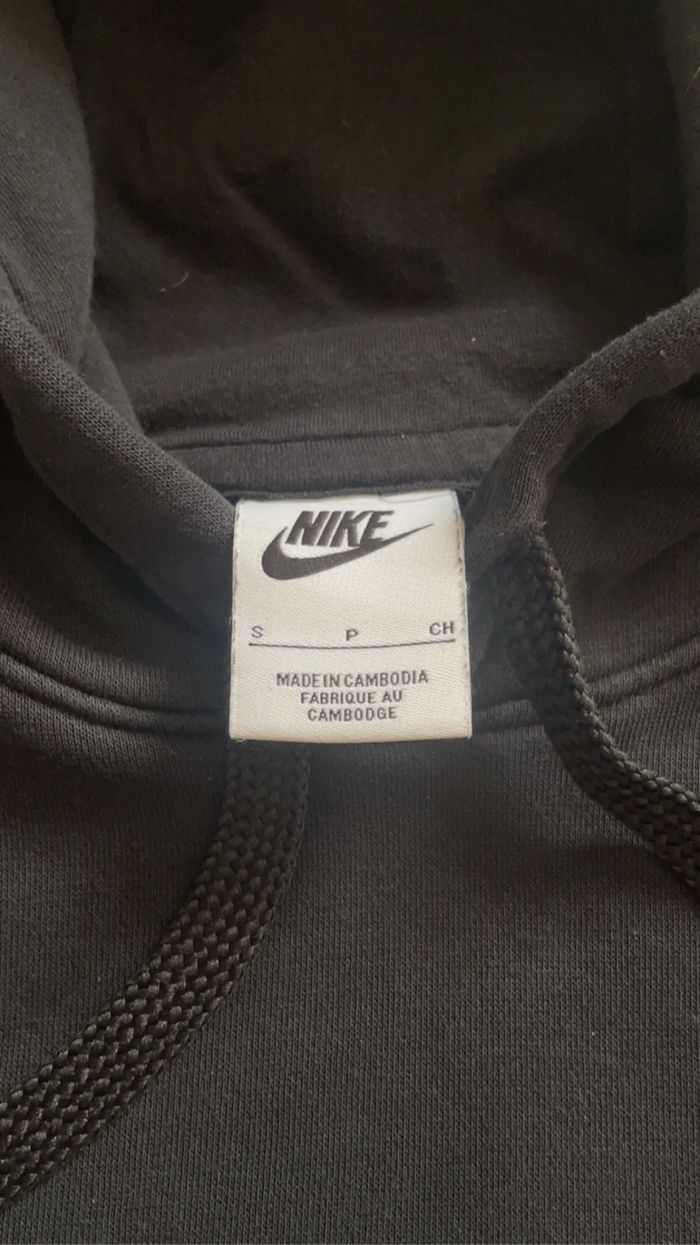 NIKE
S P CH
MADE IN CAMBODIA
FABRIQUE AU
CAMBODGE